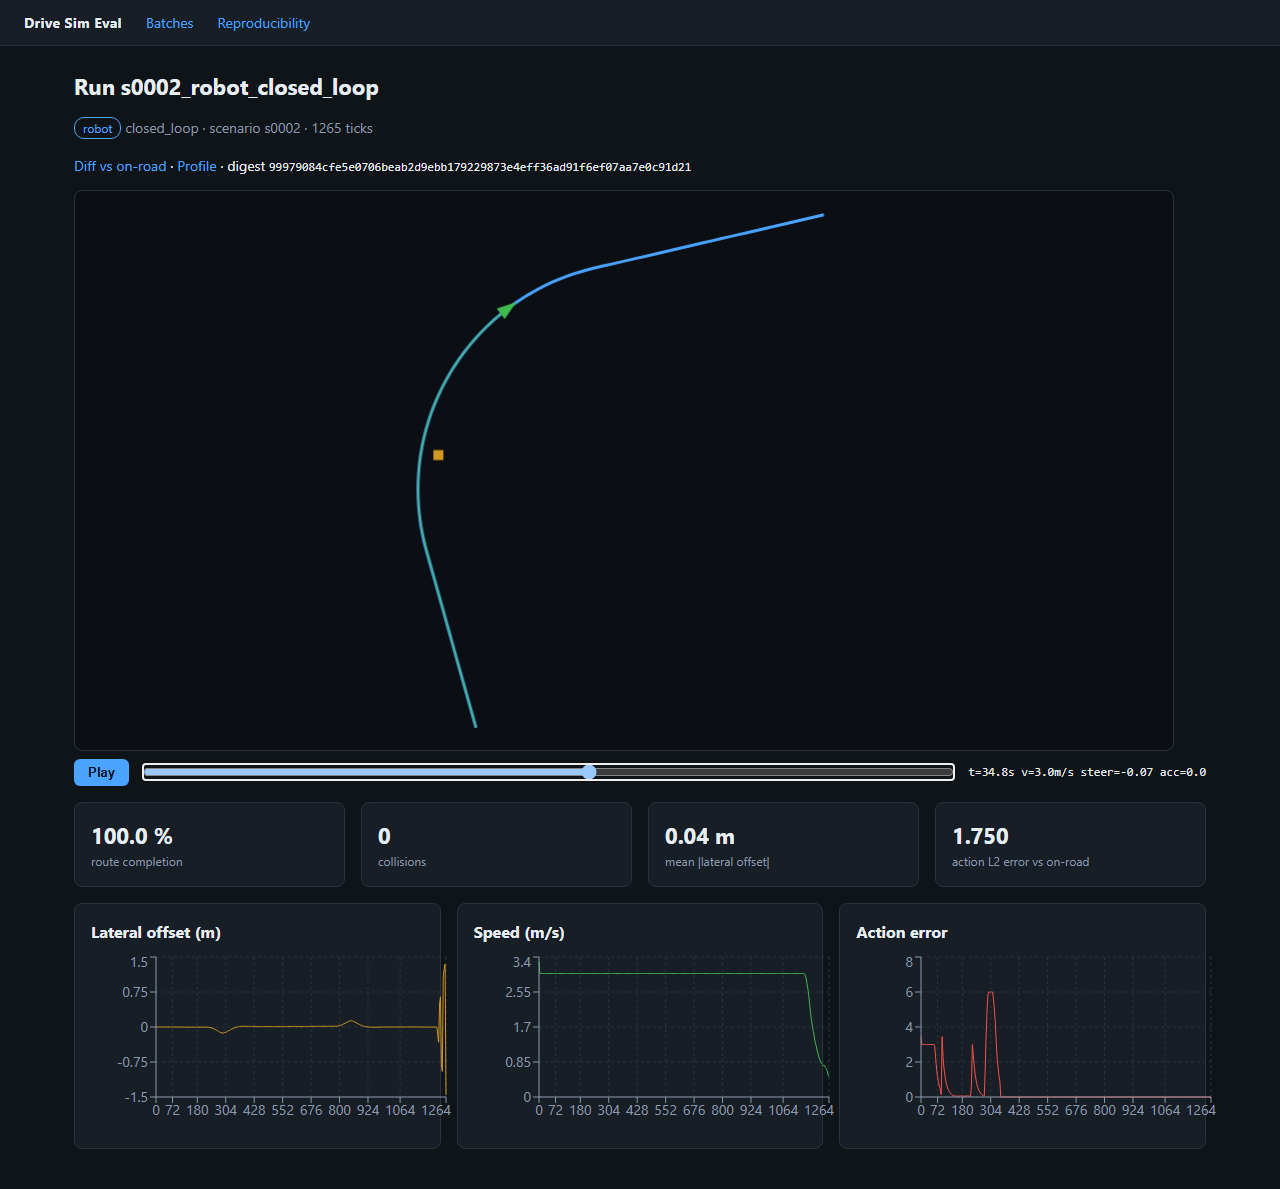 Drive Sim Eval Batches Reproducibility
Run s0002_robot_closed_loop
robot closed_loop · scenario s0002 · 1265 ticks
Diff vs on-road · Profile · digest 99979084cfe5e0706beab2d9ebb179229873e4eff36ad91f6ef07aa7e0c91d21
Play t=34.8s v=3.0m/s steer=-0.07 acc=0.0
100.0 %
route completion
0
collisions
0.04 m
mean |lateral offset|
1.750
action L2 error vs on-road
Lateral offset (m)
1.5
0.75
0
-0.75
-1.5
0 72 180 304 428 552 676 800 924 1064 1264
Speed (m/s)
3.4
2.55
1.7
0.85
0
0 72 180 304 428 552 676 800 924 1064 1264
Action error
8
6
4
2
0
0 72 180 304 428 552 676 800 924 1064 1264